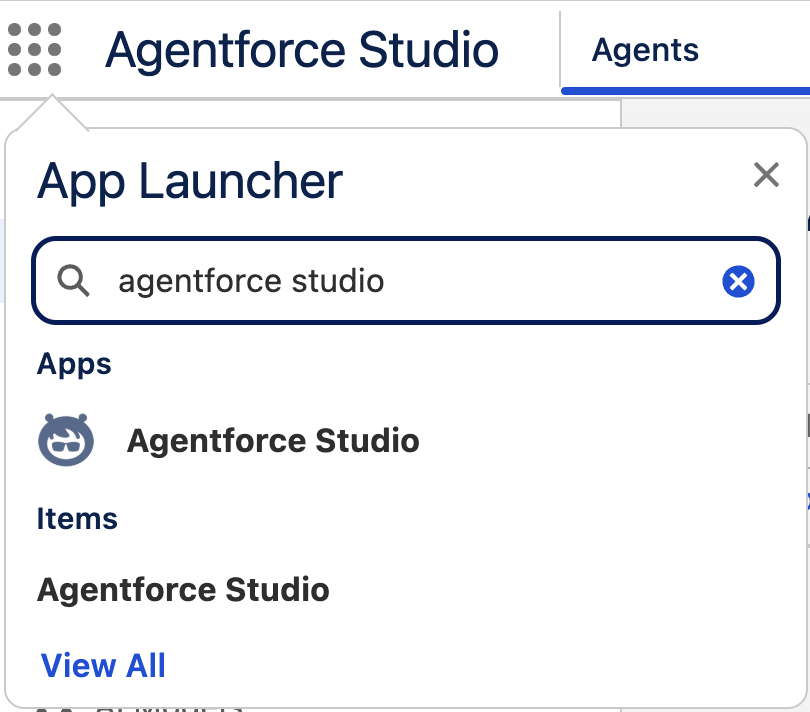 Agentforce Studio
Agents
App Launcher
agentforce studio
Apps
Agentforce Studio
Items
Agentforce Studio
View All